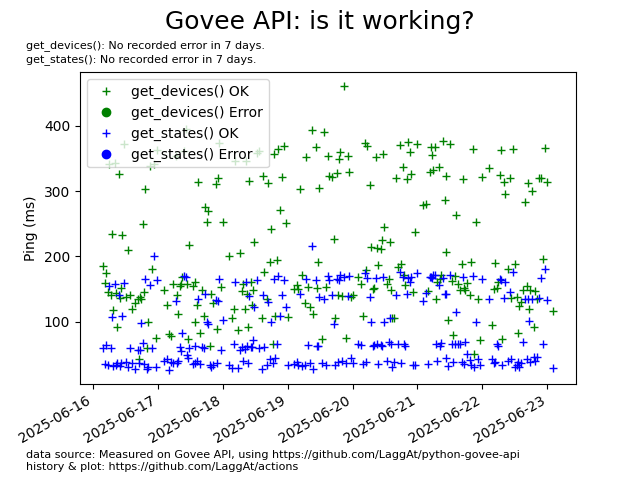 Govee API: is it working?
get_devices(): No recorded error in 7 days.
get_states(): No recorded error in 7 days.
get_devices() OK
get_devices() Error
get_states() OK
get_states() Error
Ping (ms)
400
300
200
100
2025-06-16
2025-06-17
2025-06-18
2025-06-19
2025-06-20
2025-06-21
2025-06-22
2025-06-23
data source: Measured on Govee API, using https://github.com/LaggAt/python-govee-api
history & plot: https://github.com/LaggAt/actions